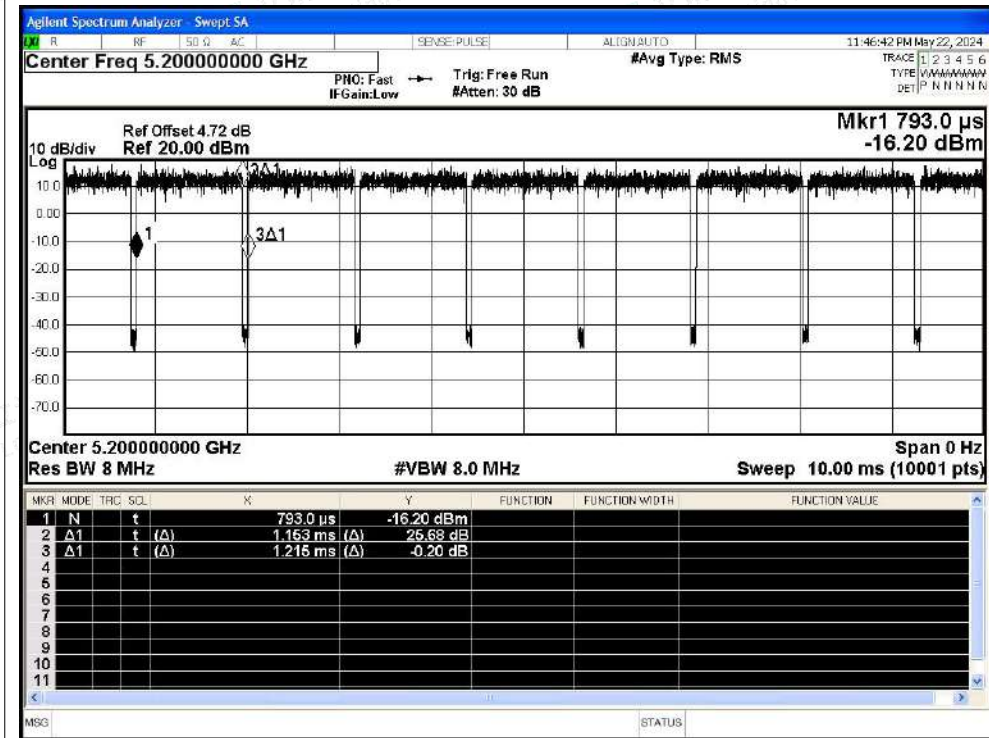 Agilent Spectrum Analyzer - Swept SA
LXI R RF 50 Ω AC SENSE:PULSE ALIGN AUTO 11:46:42 PM May 22, 2024
Center Freq 5.200000000 GHz #Avg Type: RMS TRACE 1 2 3 4 5 6
PNO: Fast Trig: Free Run TYPE
IFGain:Low #Atten: 30 dB DET P N N N N N
Mkr1 793.0 µs
Ref Offset 4.72 dB
10 dB/div Ref 20.00 dBm -16.20 dBm
Log
2Δ1
10.0
0.00
-10.0 1 3Δ1
-20.0
-30.0
-40.0
-50.0
-60.0
-70.0
Center 5.200000000 GHz Span 0 Hz
Res BW 8 MHz #VBW 8.0 MHz Sweep 10.00 ms (10001 pts)
MKR MODE TRC SCL X Y FUNCTION FUNCTION WIDTH FUNCTION VALUE
1 N t 793.0 µs -16.20 dBm
2 Δ1 t (Δ) 1.153 ms (Δ) 25.68 dB
3 Δ1 t (Δ) 1.215 ms (Δ) -0.20 dB
4
5
6
7
8
9
10
11
MSG STATUS